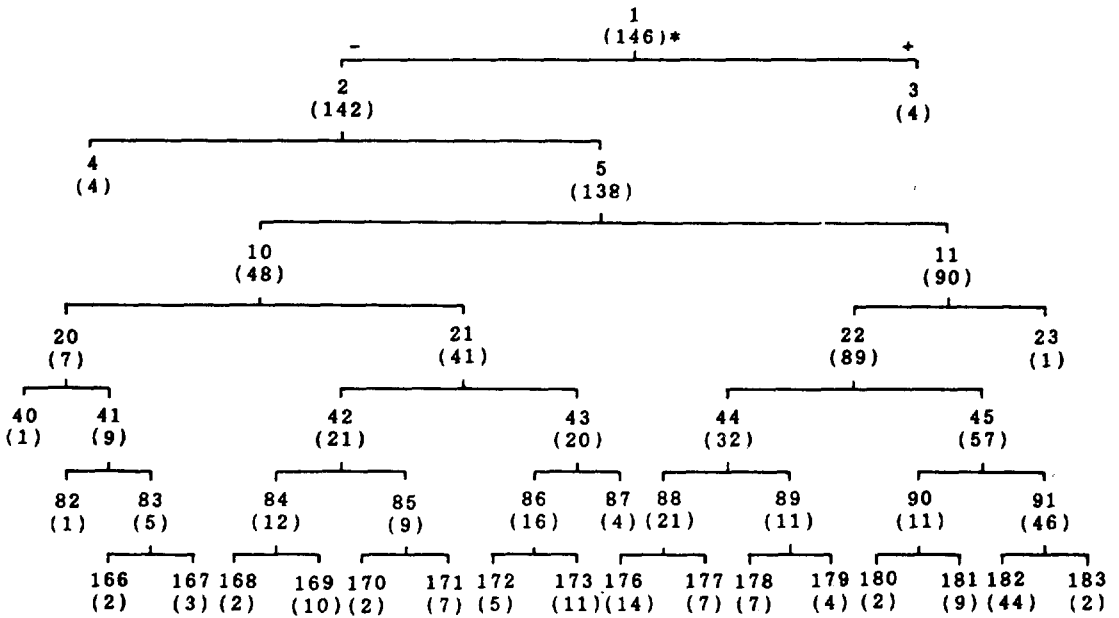 1
(146)*
- +
2 3
(142) (4)
4 5
(4) (138)
10 11
(48) (90)
20 21 22 23
(7) (41) (89) (1)
40 41 42 43 44 45
(1) (9) (21) (20) (32) (57)
82 83 84 85 86 87 88 89 90 91
(1) (5) (12) (9) (16) (4) (21) (11) (11) (46)
166 167 168 169 170 171 172 173 176 177 178 179 180 181 182 183
(2) (3) (2) (10) (2) (7) (5) (11) (14) (7) (7) (4) (2) (9) (44) (2)